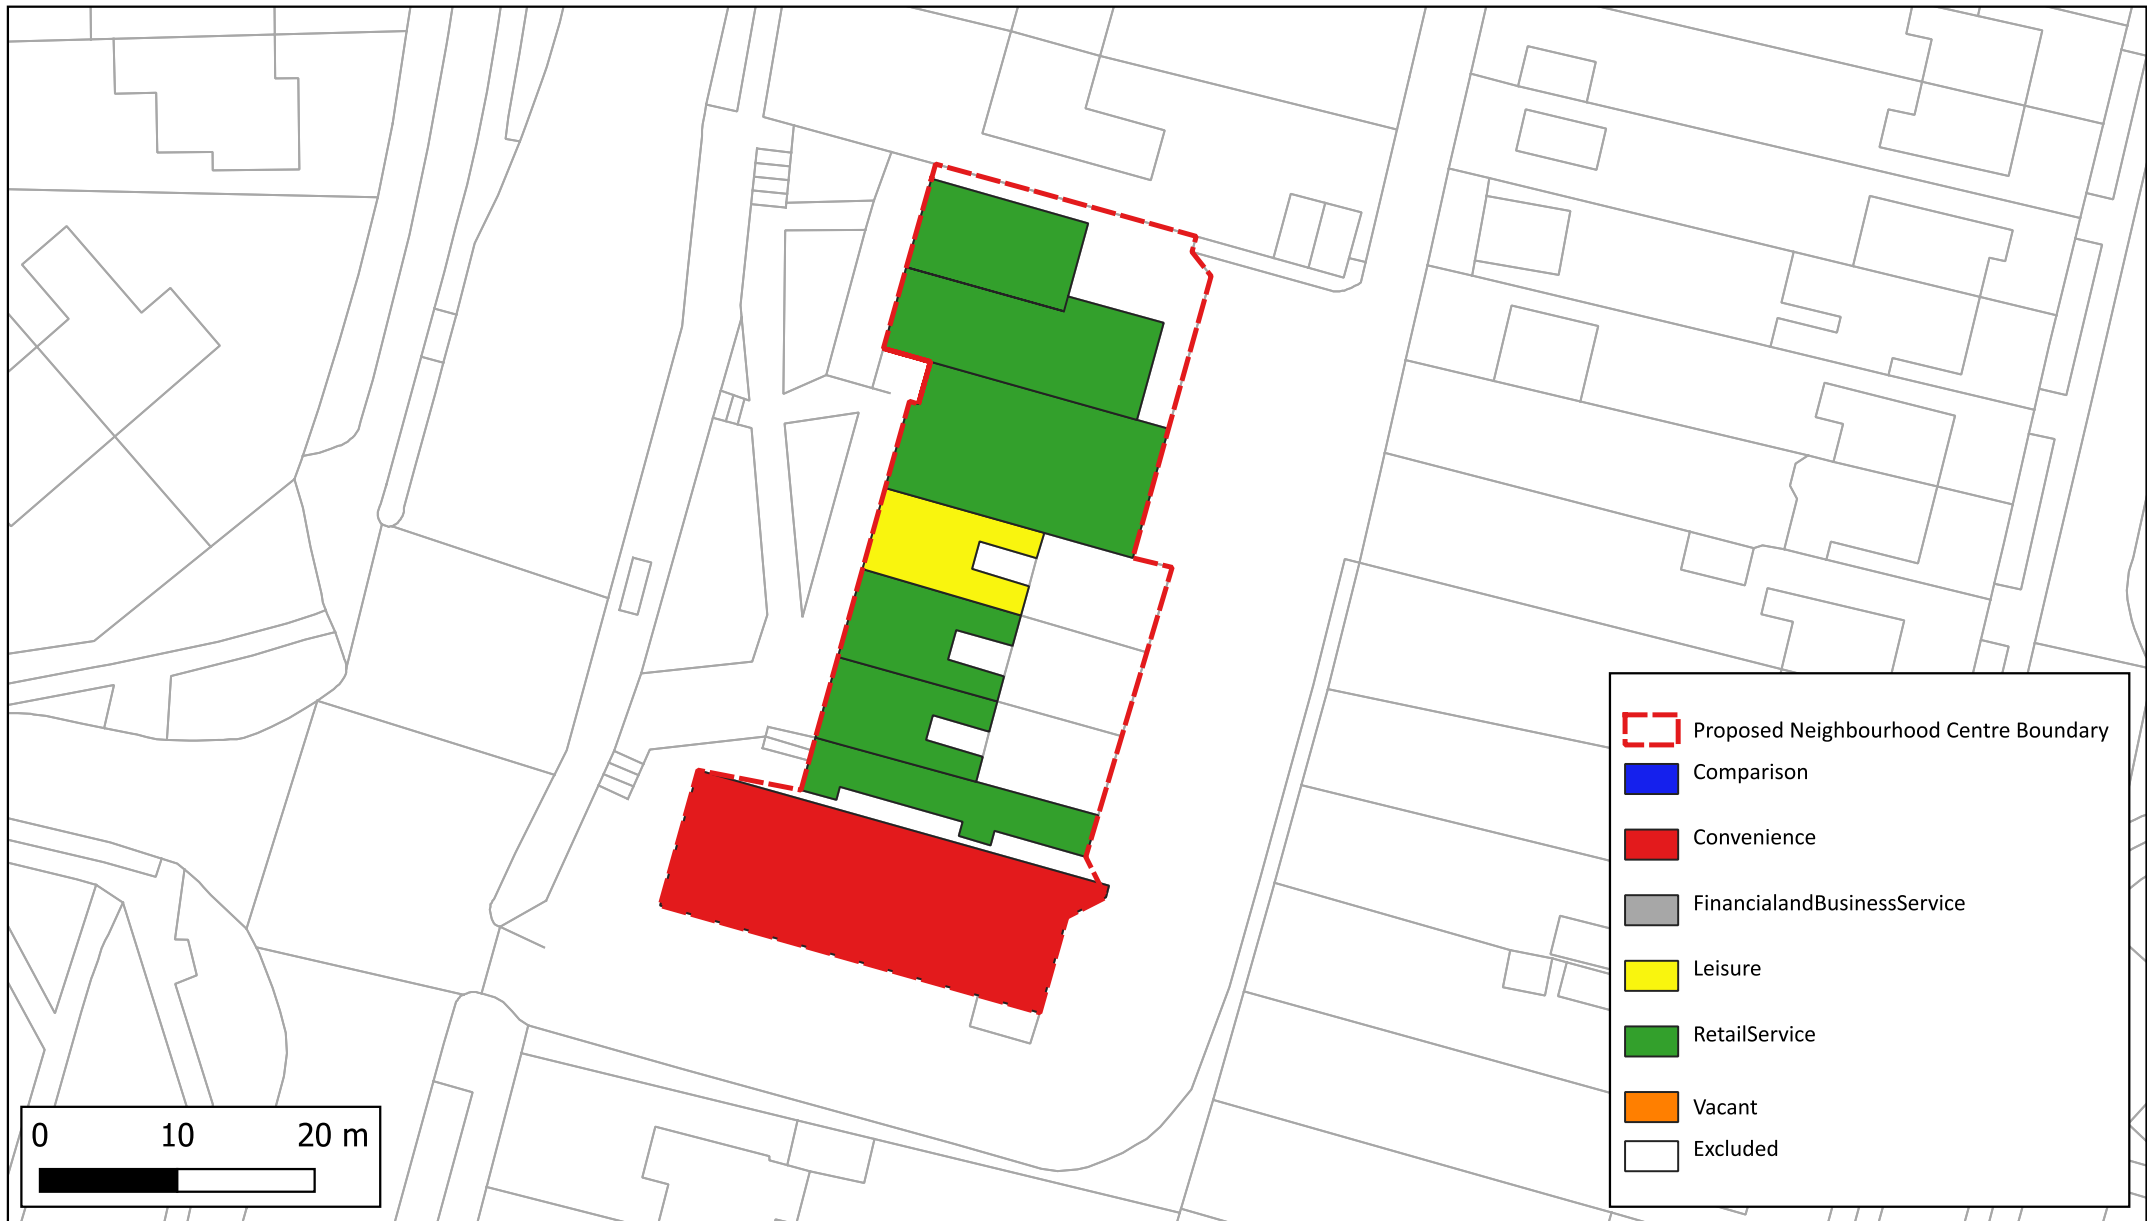 Proposed Neighbourhood Centre Boundary
Comparison
Convenience
FinancialandBusinessService
Leisure
RetailService
Vacant
Excluded
0 10 20 m